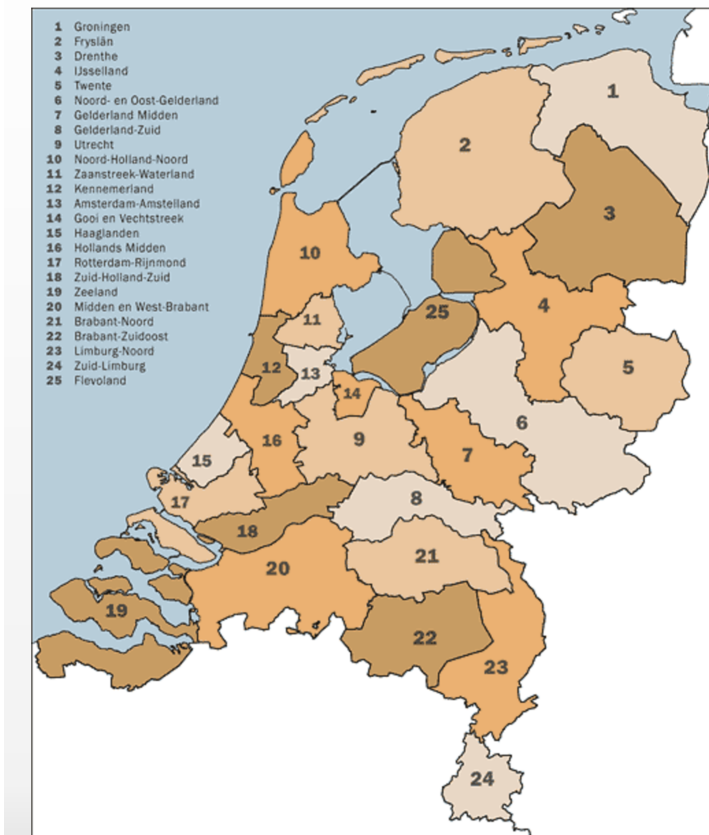 1 Groningen
2 Fryslân
3 Drenthe
4 IJsselland
5 Twente
6 Noord- en Oost-Gelderland
7 Gelderland Midden
8 Gelderland-Zuid
9 Utrecht
10 Noord-Holland-Noord
11 Zaanstreek-Waterland
12 Kennemerland
13 Amsterdam-Amstelland
14 Gooi en Vechtstreek
15 Haaglanden
16 Hollands Midden
17 Rotterdam-Rijnmond
18 Zuid-Holland-Zuid
19 Zeeland
20 Midden en West-Brabant
21 Brabant-Noord
22 Brabant-Zuidoost
23 Limburg-Noord
24 Zuid-Limburg
25 Flevoland
1
2
3
10
4
25
11
12
13
5
14
6
16
9
15
7
17
8
18
21
20
19
22
23
24